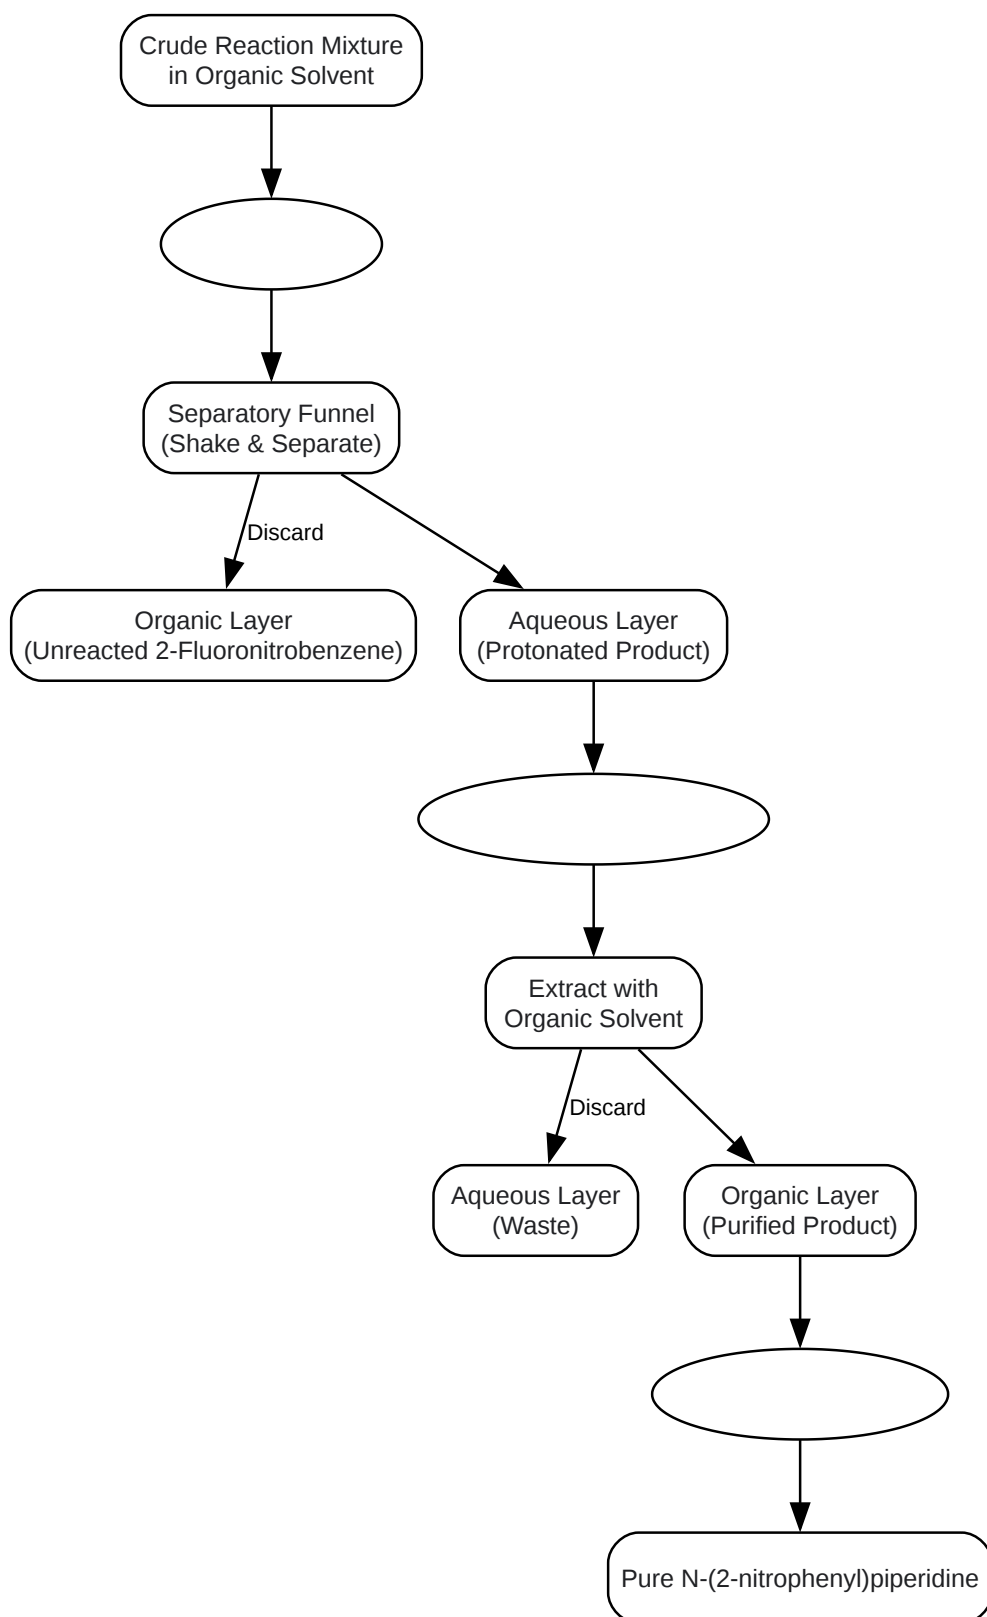 Crude Reaction Mixture
in Organic Solvent
Separatory Funnel
(Shake & Separate)
Discard
Organic Layer
(Unreacted 2-Fluoronitrobenzene)
Aqueous Layer
(Protonated Product)
Extract with
Organic Solvent
Discard
Aqueous Layer
(Waste)
Organic Layer
(Purified Product)
Pure N-(2-nitrophenyl)piperidine